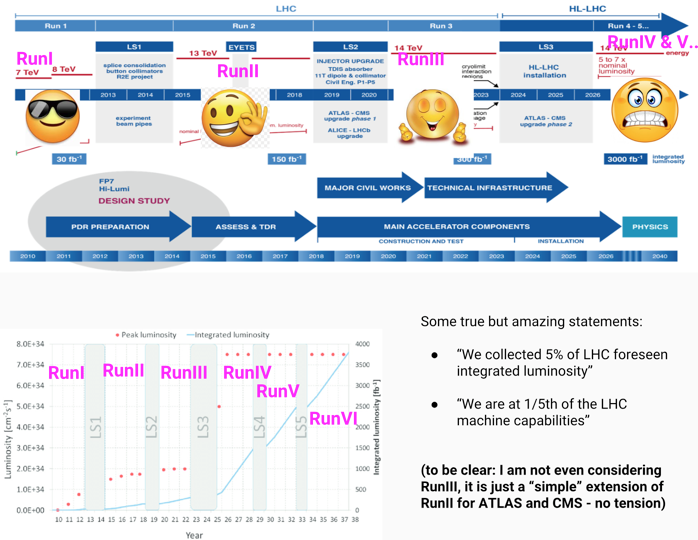 LHC
HL-LHC
Run 1
Run 2
Run 3
Run 4 - 5...
LS1
EYETS
LS2
LS3
13 TeV
14 TeV
14 TeV
RunI
RunII
RunIII
RunIV & V..
energy
7 TeV
8 TeV
splice consolidation
button collimators
R2E project
INJECTOR UPGRADE
TDIS absorber
11T dipole & collimator
Civil Eng. P1-P5
cryolimit
interaction
regions
HL-LHC
installation
5 to 7 x
nominal
luminosity
2013 2014 2015 2018 2019 2020 2023 2024 2025 2026
experiment
beam pipes
nominal
luminosity
ATLAS - CMS
upgrade phase 1
ALICE - LHCb
upgrade
ATLAS - CMS
upgrade phase 2
30 fb-1
150 fb-1
300 fb-1
3000 fb-1
integrated
luminosity
FP7
Hi-Lumi
DESIGN STUDY
MAJOR CIVIL WORKS
TECHNICAL INFRASTRUCTURE
PDR PREPARATION
ASSESS & TDR
MAIN ACCELERATOR COMPONENTS
PHYSICS
CONSTRUCTION AND TEST
INSTALLATION
2010 2011 2012 2013 2014 2015 2016 2017 2018 2019 2020 2021 2022 2023 2024 2025 2026 2040
Peak luminosity
Integrated luminosity
8.0E+34
7.0E+34
6.0E+34
5.0E+34
4.0E+34
3.0E+34
2.0E+34
1.0E+34
0.0E+00
Luminosity [cm-2s-1]
RunI
RunII
RunIII
RunIV
RunV
RunVI
LS1
LS2
LS3
LS4
LS5
4000
3500
3000
2500
2000
1500
1000
500
0
Integrated luminosity [fb-1]
10 11 12 13 14 15 16 17 18 19 20 21 22 23 24 25 26 27 28 29 30 31 32 33 34 35 36 37 38
Year
Some true but amazing statements:
● “We collected 5% of LHC foreseen
integrated luminosity”
● “We are at 1/5th of the LHC
machine capabilities”
(to be clear: I am not even considering
RunIII, it is just a “simple” extension of
RunII for ATLAS and CMS - no tension)